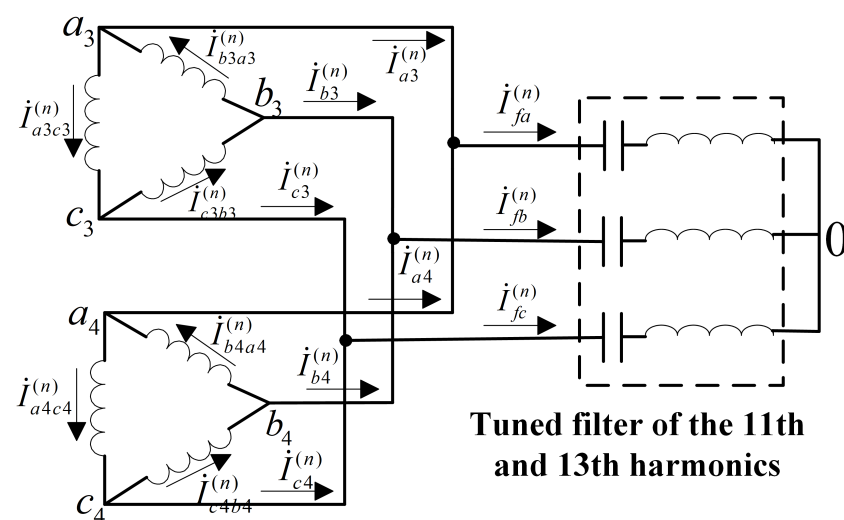 a3
İ(n)b3a3
İ(n)a3
İ(n)b3
b3
İ(n)a3c3
İ(n)fa
İ(n)c3
İ(n)c3b3
c3
İ(n)fb
0
İ(n)a4
a4
İ(n)fc
İ(n)b4a4
İ(n)b4
İ(n)a4c4
b4
İ(n)c4
İ(n)c4b4
c4
Tuned filter of the 11th
and 13th harmonics